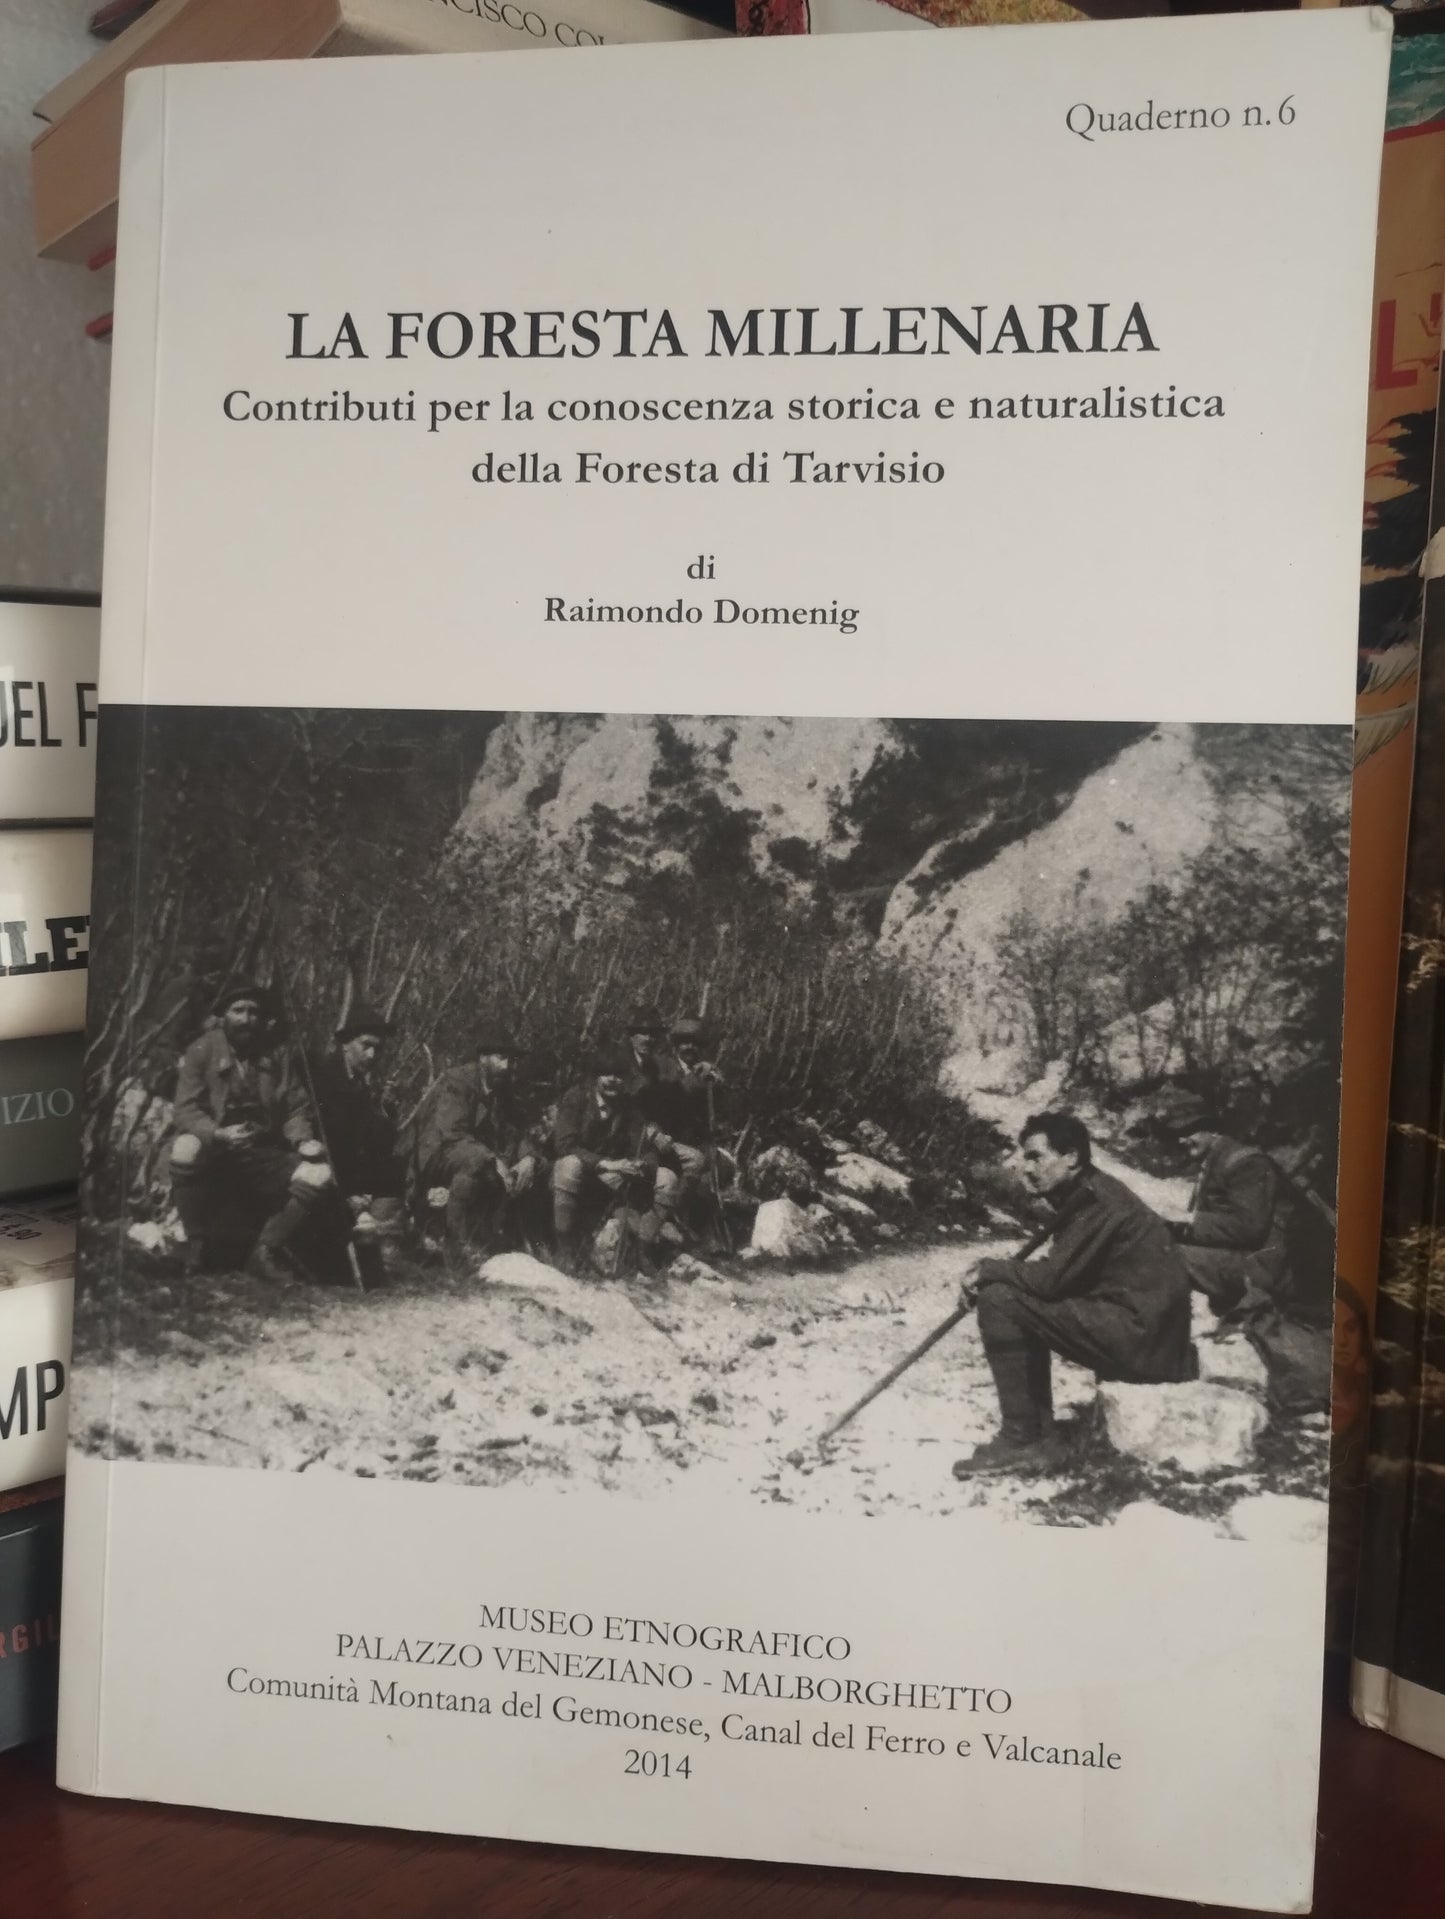 Quaderno n.6
LA FORESTA MILLENARIA
Contributi per la conoscenza storica e naturalistica
della Foresta di Tarvisio
di
Raimondo Domenig
MUSEO ETNOGRAFICO
PALAZZO VENEZIANO - MALBORGHETTO
Comunità Montana del Gemonese, Canal del Ferro e Valcanale
2014